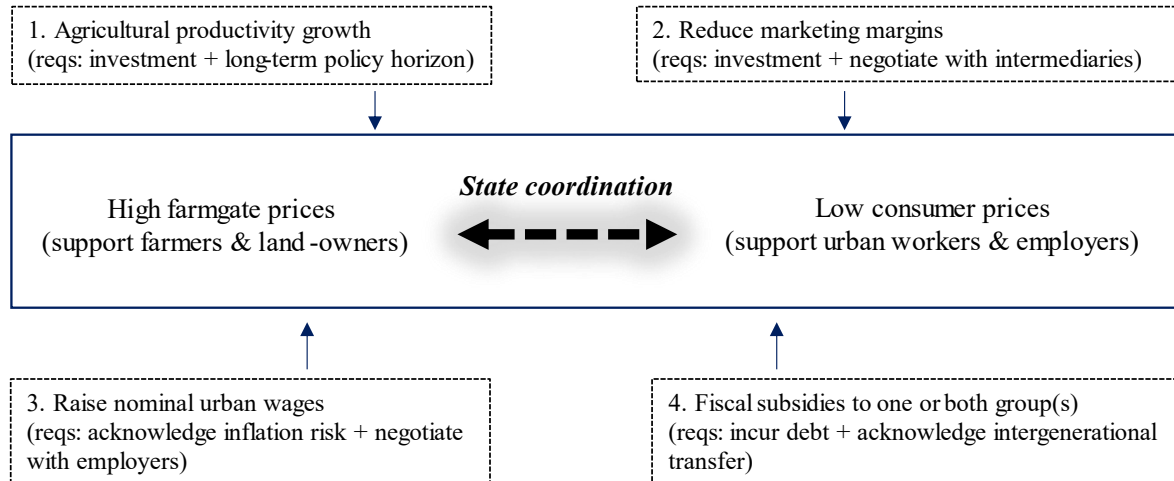 1. Agricultural productivity growth
(reqs: investment + long-term policy horizon)
2. Reduce marketing margins
(reqs: investment + negotiate with intermediaries)
High farmgate prices
(support farmers & land -owners)
State coordination
Low consumer prices
(support urban workers & employers)
3. Raise nominal urban wages
(reqs: acknowledge inflation risk + negotiate
with employers)
4. Fiscal subsidies to one or both group(s)
(reqs: incur debt + acknowledge intergenerational
transfer)